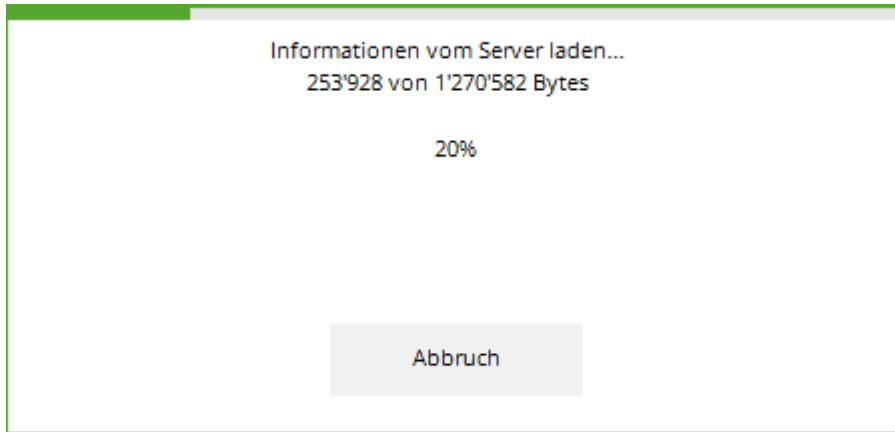 Informationen vom Server laden...
253'928 von 1'270'582 Bytes
20%
Abbruch